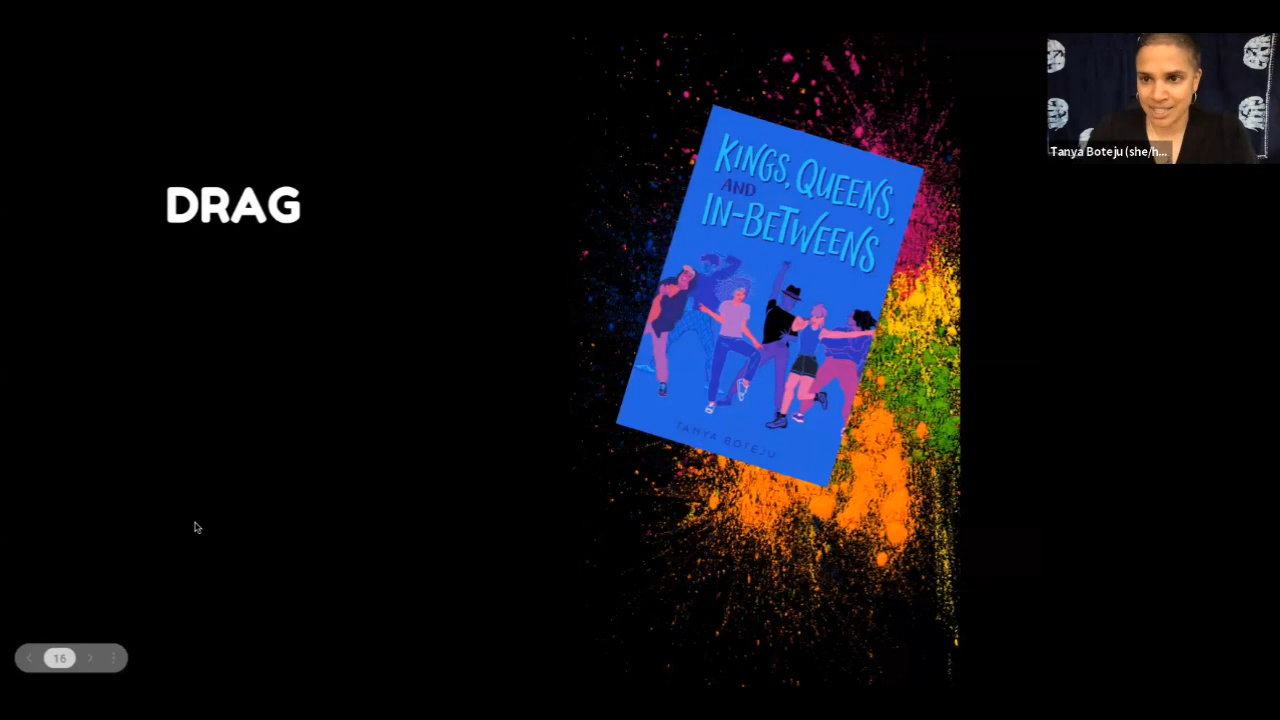 DRAG
KINGS, QUEENS,
AND
IN-BETWEENS
TANYA BOTEJU
Tanya Boteju (she/h...
16